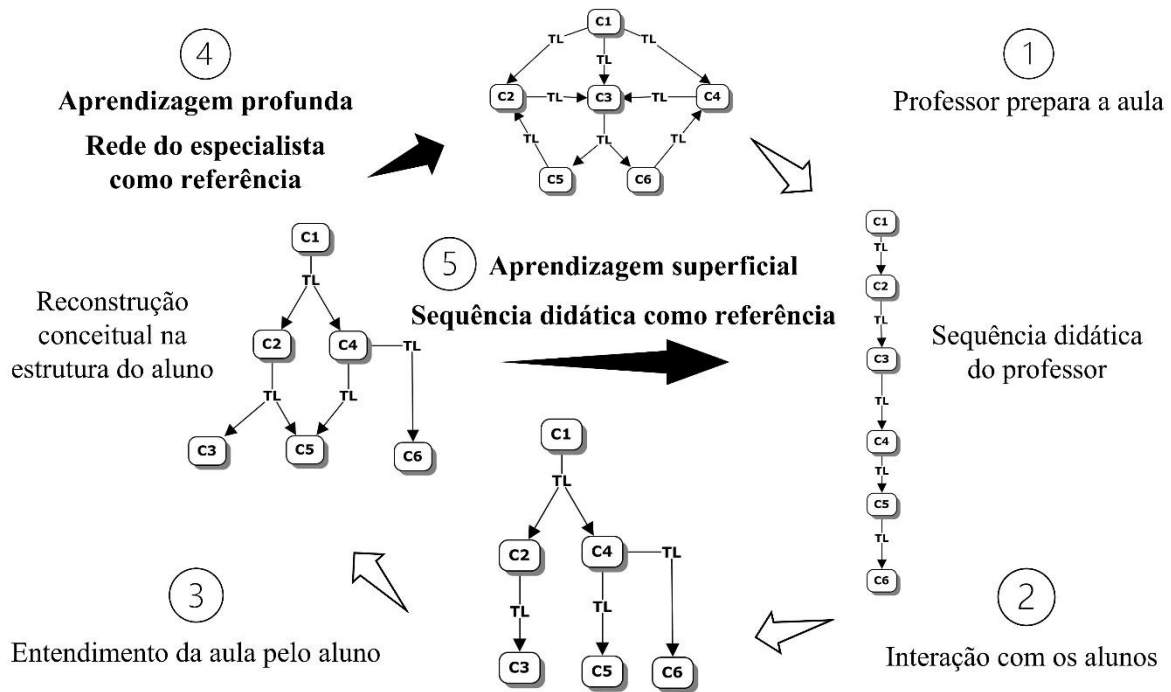 C1
TL
TL
TL
C2
TL
C3
TL
C4
TL
TL
TL
TL
C5
C6
4
Aprendizagem profunda
Rede do especialista
como referência
1
Professor prepara a aula
C1
TL
C2
TL
C3
TL
C4
TL
C5
TL
C6
Sequência didática
do professor
5
Aprendizagem superficial
Sequência didática como referência
Reconstrução
conceitual na
estrutura do aluno
C1
TL
C2
C4
TL
TL
TL
C3
C5
C6
C1
TL
C2
C4
TL
TL
TL
C3
C5
C6
3
Entendimento da aula pelo aluno
2
Interação com os alunos